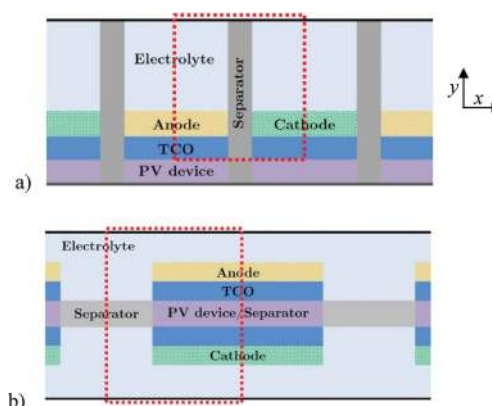 Electrolyte
Separator
Anode
Cathode
TCO
PV device
y
x
a)
Electrolyte
Anode
TCO
Separator
PV device/Separator
Cathode
b)